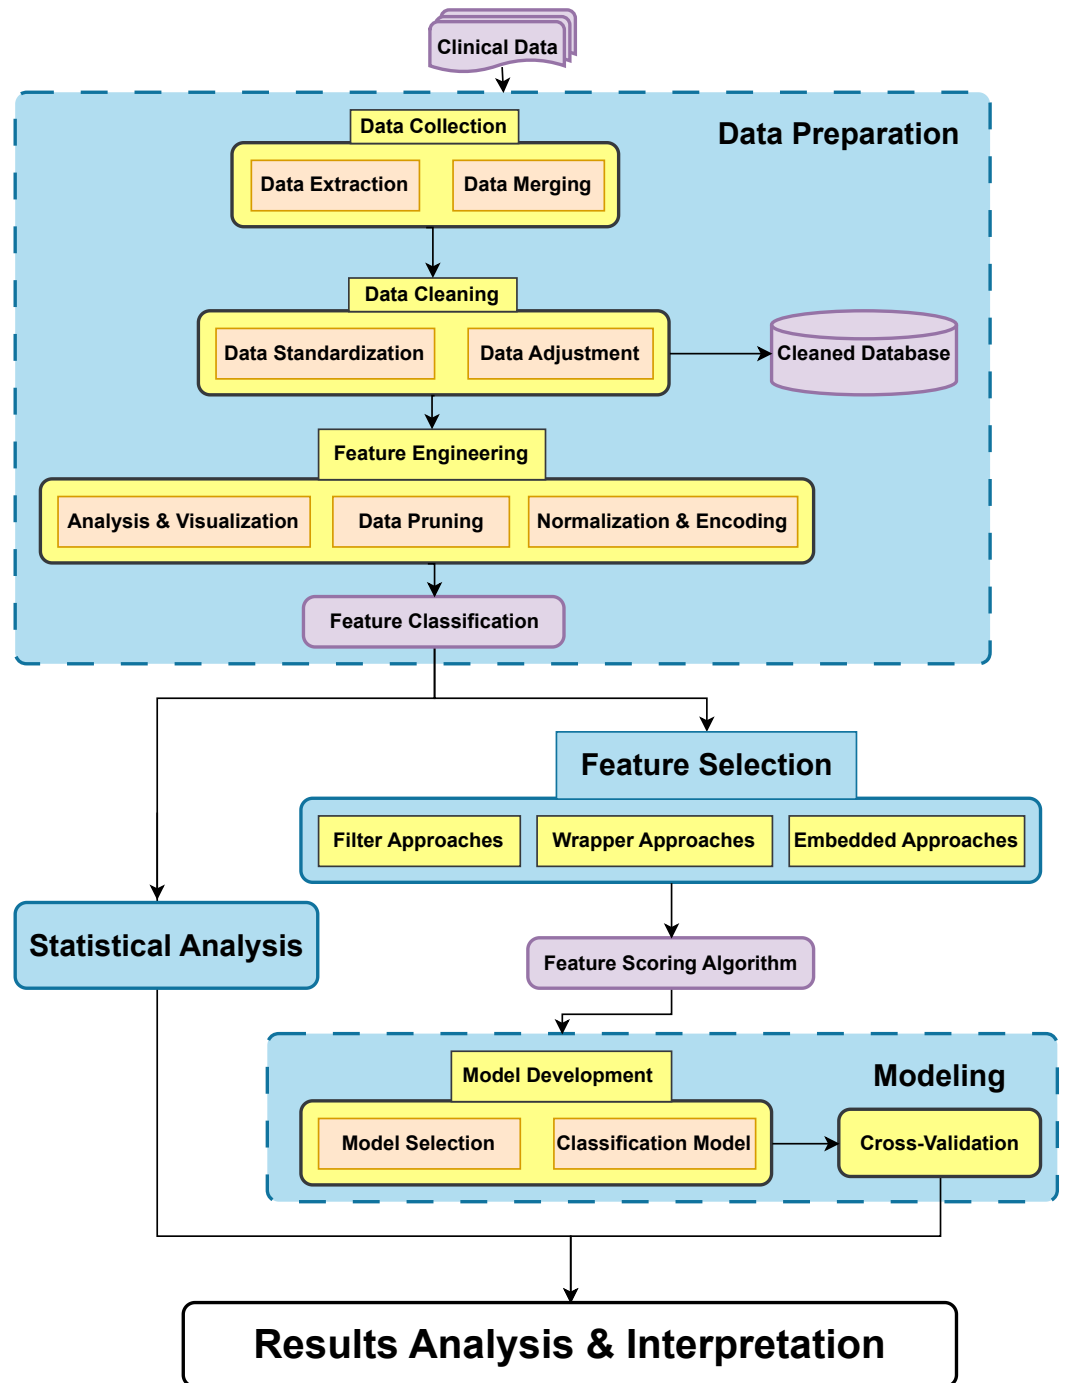 Clinical Data
Data Preparation
Data Collection
Data Extraction
Data Merging
Data Cleaning
Data Standardization
Data Adjustment
Cleaned Database
Feature Engineering
Analysis & Visualization
Data Pruning
Normalization & Encoding
Feature Classification
Feature Selection
Filter Approaches
Wrapper Approaches
Embedded Approaches
Statistical Analysis
Feature Scoring Algorithm
Modeling
Model Development
Model Selection
Classification Model
Cross-Validation
Results Analysis & Interpretation